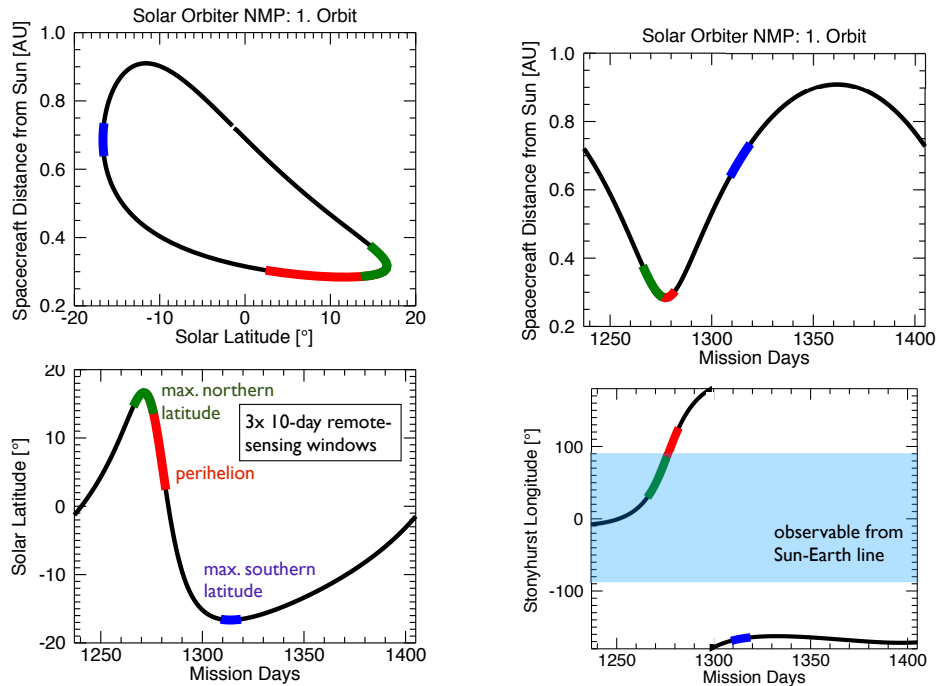 Solar Orbiter NMP: 1. Orbit
Spacecreaft Distance from Sun [AU]
1.0
0.8
0.6
0.4
0.2
-20
-10
0
10
20
Solar Latitude [°]
Solar Orbiter NMP: 1. Orbit
Spacecreaft Distance from Sun [AU]
1.0
0.8
0.6
0.4
0.2
1250
1300
1350
1400
Mission Days
Solar Latitude [°]
20
10
0
-10
-20
max. northern
latitude
3x 10-day remote-
sensing windows
perihelion
max. southern
latitude
1250
1300
1350
1400
Mission Days
Stonyhurst Longitude [°]
100
0
-100
observable from
Sun-Earth line
1250
1300
1350
1400
Mission Days